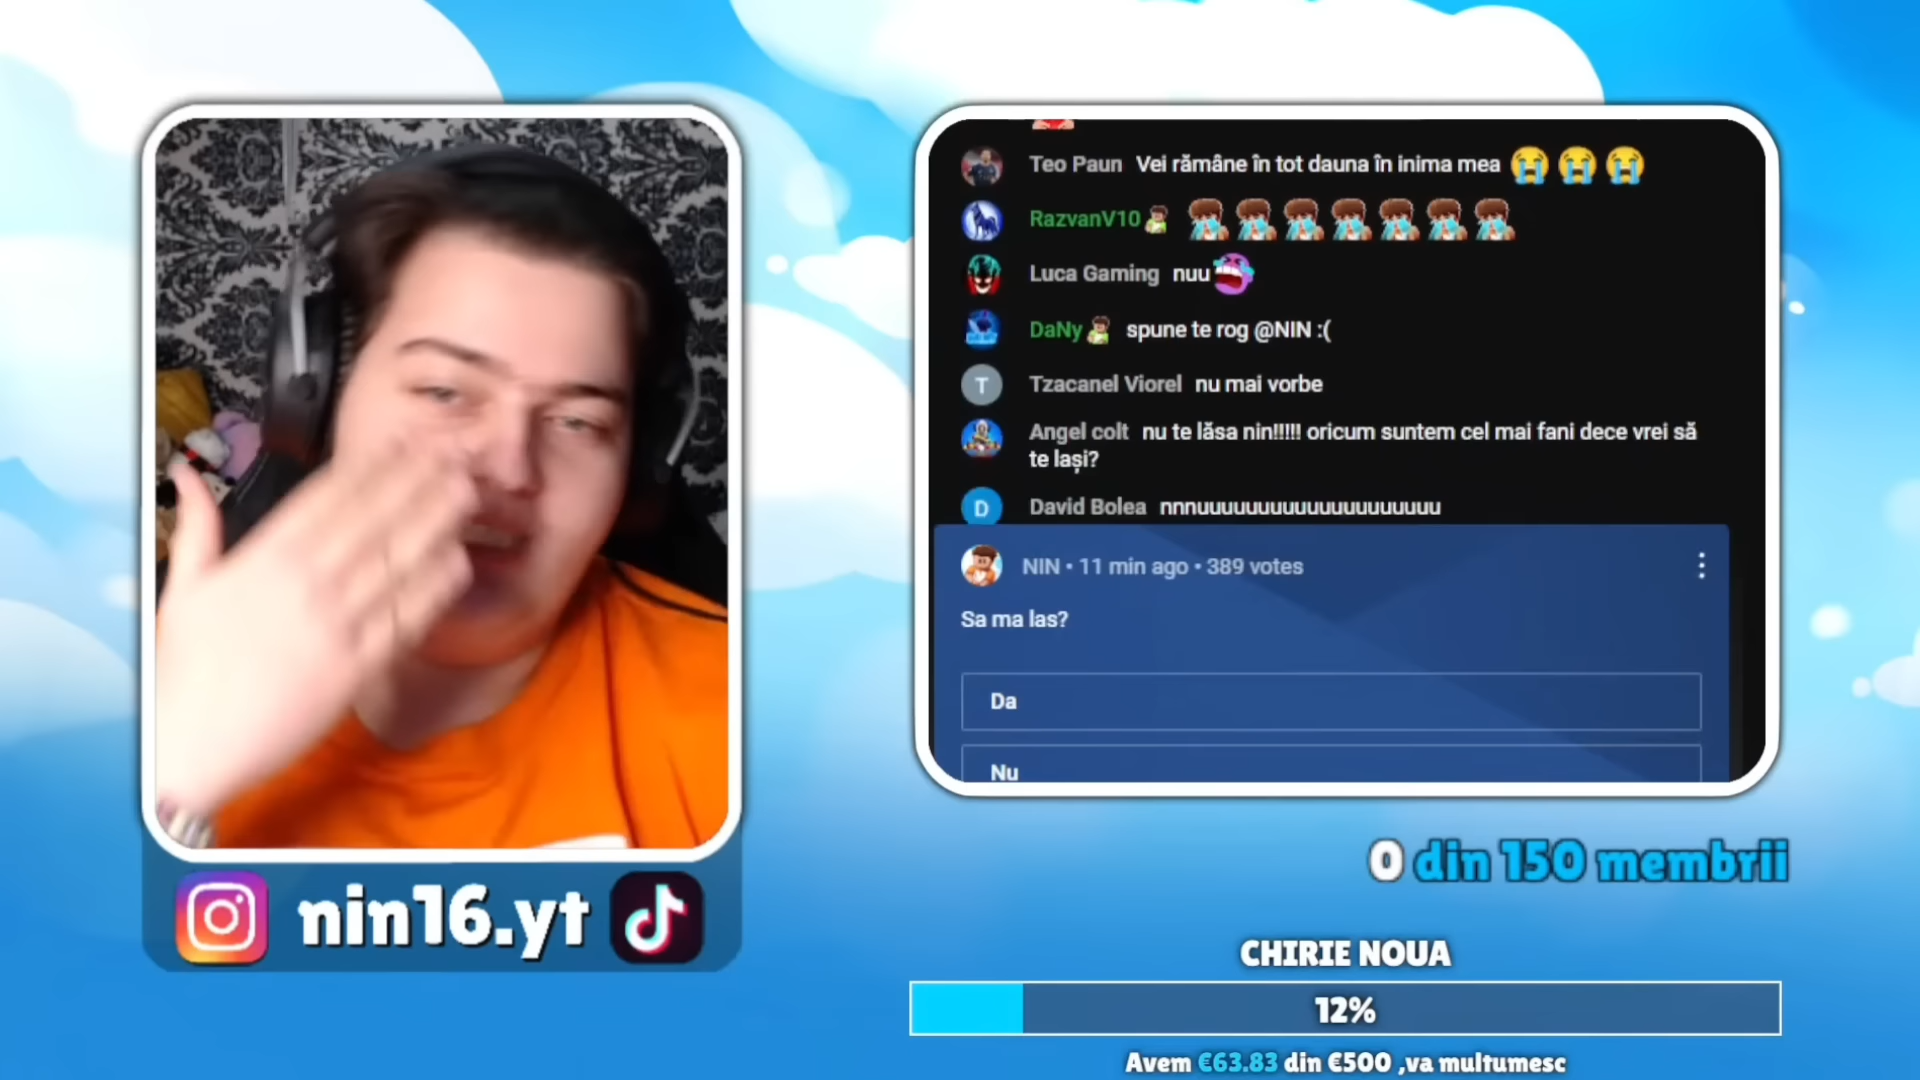 Teo Paun Vei rămâne în tot dauna în inima mea
RazvanV10
Luca Gaming nuu
DaNy spune te rog @NIN :(
T Tzacanel Viorel nu mai vorbe
Angel colt nu te lăsa nin!!!!! oricum suntem cel mai fani dece vrei să
te lași?
D David Bolea nnnuuuuuuuuuuuuuuuuuuuu
NIN • 11 min ago • 389 votes
Sa ma las?
Da
Nu
0 din 150 membrii
nin16.yt
CHIRIE NOUA
12%
Avem €63.83 din €500 ,va multumesc